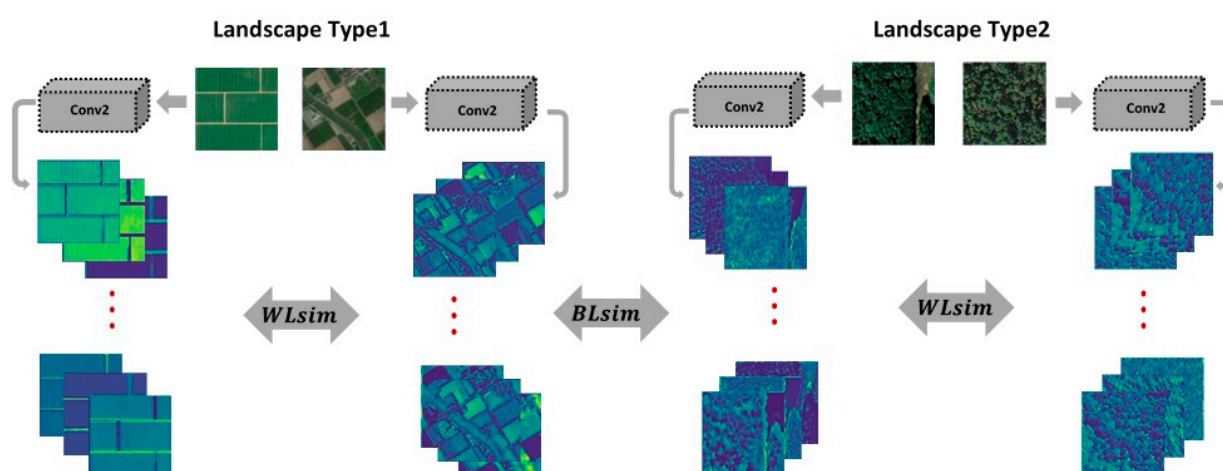 Landscape Type1
Landscape Type2
Conv2
Conv2
Conv2
Conv2
WLsim
BLsim
WLsim